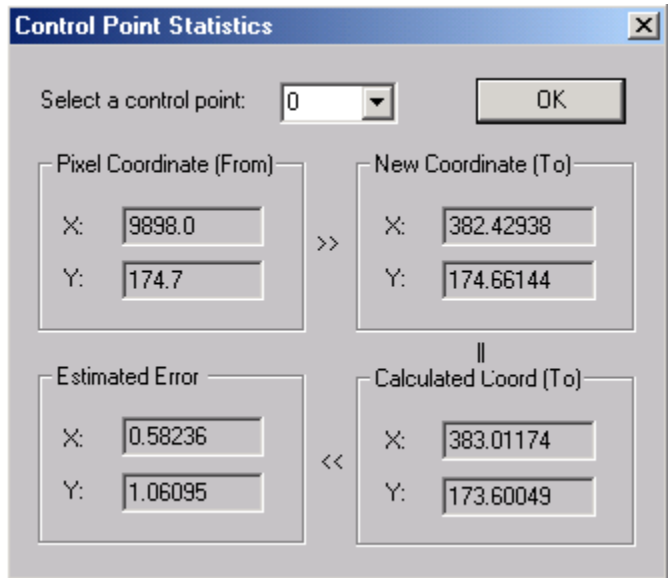 Control Point Statistics
Select a control point: 0 OK
Pixel Coordinate (From)
X: 9898.0
Y: 174.7
>>
New Coordinate (To)
X: 382.42938
Y: 174.66144
||
Estimated Error
X: 0.58236
Y: 1.06095
<<
Calculated Coord (To)
X: 383.01174
Y: 173.60049